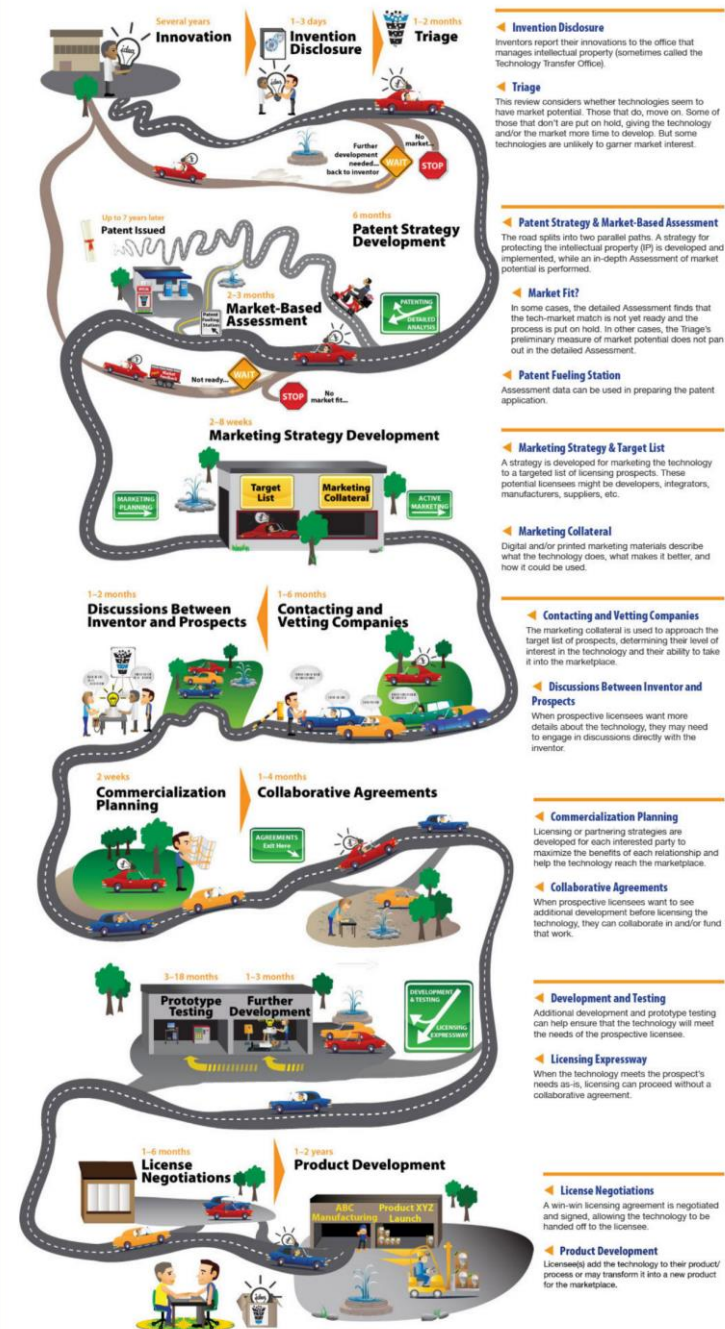 Several years
Innovation
idea
1–3 days
Invention
Disclosure
idea
1–2 months
Triage
Further
development
needed...
back to inventor
No
market...
WAIT
STOP
Up to 7 years later
Patent Issued
6 months
Patent Strategy
Development
2–3 months
Market-Based
Assessment
Patent
Fueling
Station
PATENTING
DETAILED
ANALYSIS
Not ready...
WAIT
STOP
No
market fit...
2–8 weeks
Marketing Strategy Development
MARKETING
PLANNING
Target
List
Marketing
Collateral
ACTIVE
MARKETING
1–2 months
Discussions Between
Inventor and Prospects
1–6 months
Contacting and
Vetting Companies
2 weeks
Commercialization
Planning
1–4 months
Collaborative Agreements
AGREEMENTS
Exit Here
3–18 months
Prototype
Testing
1–3 months
Further
Development
DEVELOPMENT
& TESTING
LICENSING
EXPRESSWAY
1–6 months
License
Negotiations
1–2 years
Product Development
ABC
Manufacturing
Product XYZ
Launch
idea
Invention Disclosure
Inventors report their innovations to the office that
manages intellectual property (sometimes called the
Technology Transfer Office).
Triage
This review considers whether technologies seem to
have market potential. Those that do, move on. Some of
those that don't are put on hold, giving the technology
and/or the market more time to develop. But some
technologies are unlikely to garner market interest.
Patent Strategy & Market-Based Assessment
The road splits into two parallel paths. A strategy for
protecting the intellectual property (IP) is developed and
implemented, while an in-depth Assessment of market
potential is performed.
Market Fit?
In some cases, the detailed Assessment finds that
the tech-market match is not yet ready and the
process is put on hold. In other cases, the Triage's
preliminary measure of market potential does not pan
out in the detailed Assessment.
Patent Fueling Station
Assessment data can be used in preparing the patent
application.
Marketing Strategy & Target List
A strategy is developed for marketing the technology
to a targeted list of licensing prospects. These
potential licensees might be developers, integrators,
manufacturers, suppliers, etc.
Marketing Collateral
Digital and/or printed marketing materials describe
what the technology does, what makes it better, and
how it could be used.
Contacting and Vetting Companies
The marketing collateral is used to approach the
target list of prospects, determining their level of
interest in the technology and their ability to take
it into the marketplace.
Discussions Between Inventor and
Prospects
When prospective licensees want more
details about the technology, they may need
to engage in discussions directly with the
inventor.
Commercialization Planning
Licensing or partnering strategies are
developed for each interested party to
maximize the benefits of each relationship and
help the technology reach the marketplace.
Collaborative Agreements
When prospective licensees want to see
additional development before licensing the
technology, they can collaborate in and/or fund
that work.
Development and Testing
Additional development and prototype testing
can help ensure that the technology will meet
the needs of the prospective licensee.
Licensing Expressway
When the technology meets the prospect's
needs as-is, licensing can proceed without a
collaborative agreement.
License Negotiations
A win-win licensing agreement is negotiated
and signed, allowing the technology to be
handed off to the licensee.
Product Development
Licensee(s) add the technology to their product/
process or may transform it into a new product
for the marketplace.